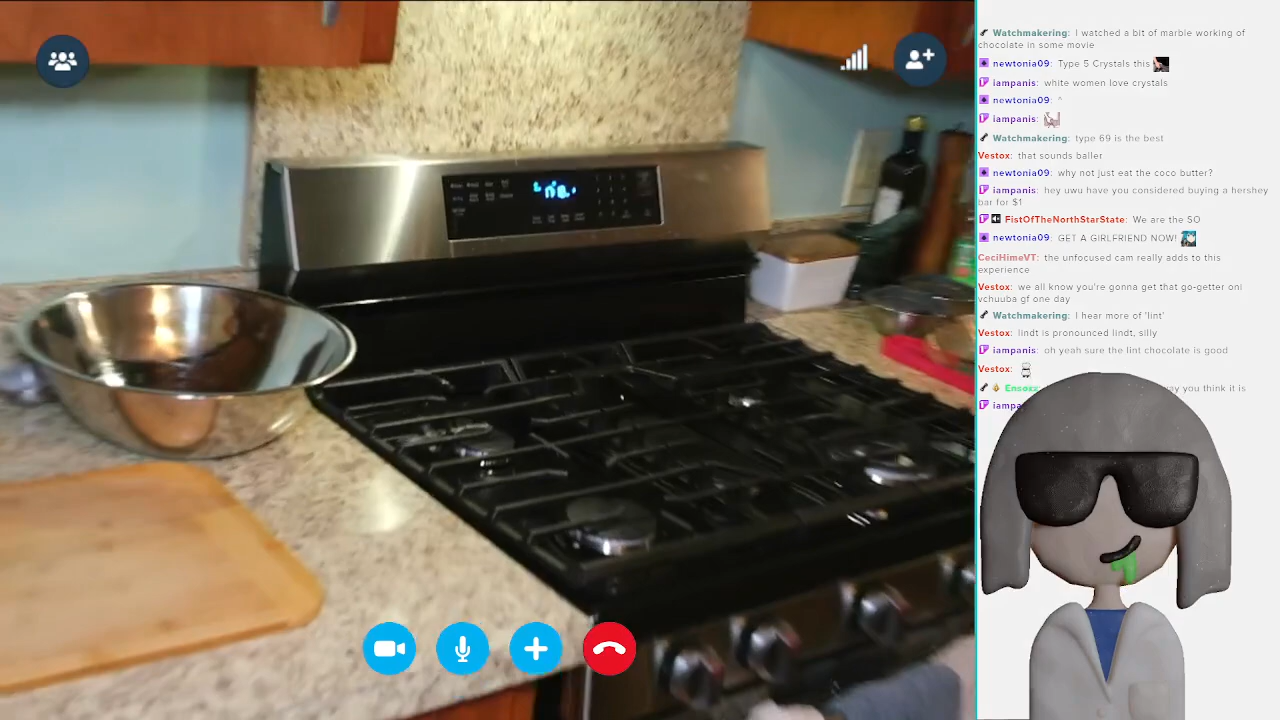 Watchmakering: I watched a bit of marble working of
chocolate in some movie
newtonia09: Type 5 Crystals this
iampanis: white women love crystals
newtonia09: ^
iampanis:
Watchmakering: type 69 is the best
Vestox: that sounds baller
newtonia09: why not just eat the coco butter?
iampanis: hey uwu have you considered buying a hershey
bar for $1
FistOfTheNorthStarState: We are the SO
newtonia09: GET A GIRLFRIEND NOW!
CeciHimeVT: the unfocused cam really adds to this
experience
Vestox: we all know you're gonna get that go-getter oni
vchuuba gf one day
Watchmakering: I hear more of 'lint'
Vestox: lindt is pronounced lindt, silly
iampanis: oh yeah sure the lint chocolate is good
Vestox:
you think it is